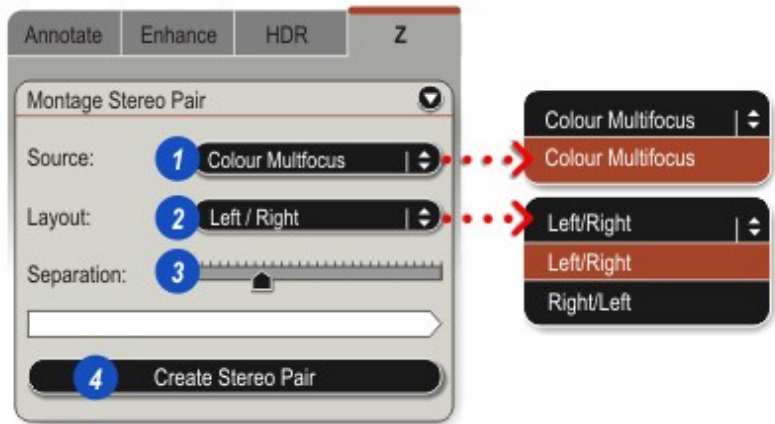 Annotate Enhance HDR Z
Montage Stereo Pair
Source: 1 Colour Multfocus
Layout: 2 Left / Right
Separation: 3
4 Create Stereo Pair
Colour Multifocus
Colour Multifocus
Left/Right
Left/Right
Right/Left